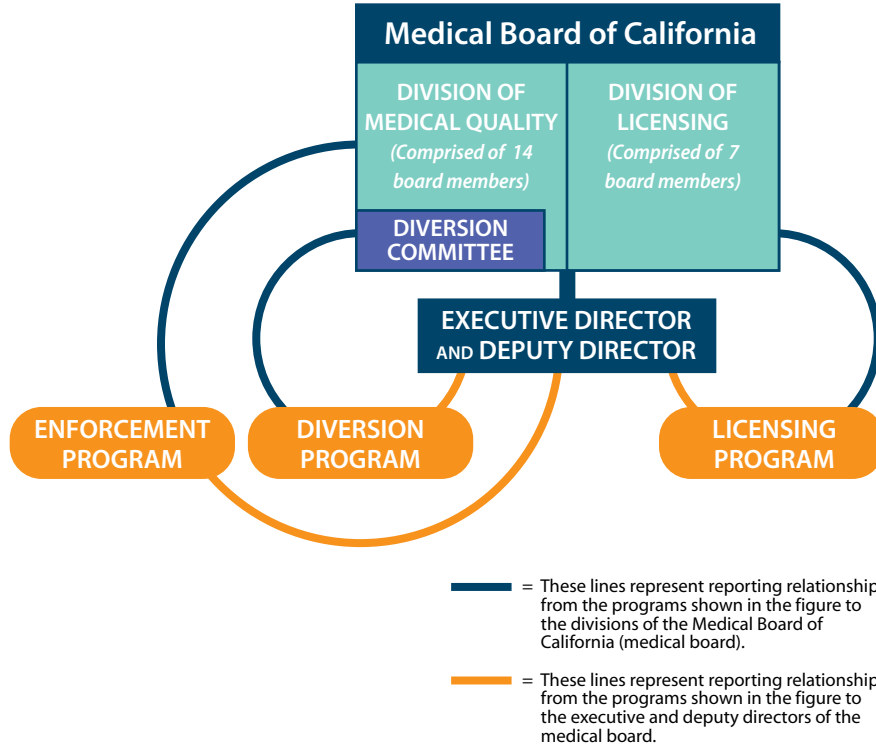 Medical Board of California
DIVISION OF
MEDICAL QUALITY
(Comprised of 14
board members)
DIVISION OF
LICENSING
(Comprised of 7
board members)
DIVERSION
COMMITTEE
EXECUTIVE DIRECTOR
AND DEPUTY DIRECTOR
ENFORCEMENT
PROGRAM
DIVERSION
PROGRAM
LICENSING
PROGRAM
= These lines represent reporting relationship
from the programs shown in the figure to
the divisions of the Medical Board of
California (medical board).
= These lines represent reporting relationship
from the programs shown in the figure to
the executive and deputy directors of the
medical board.